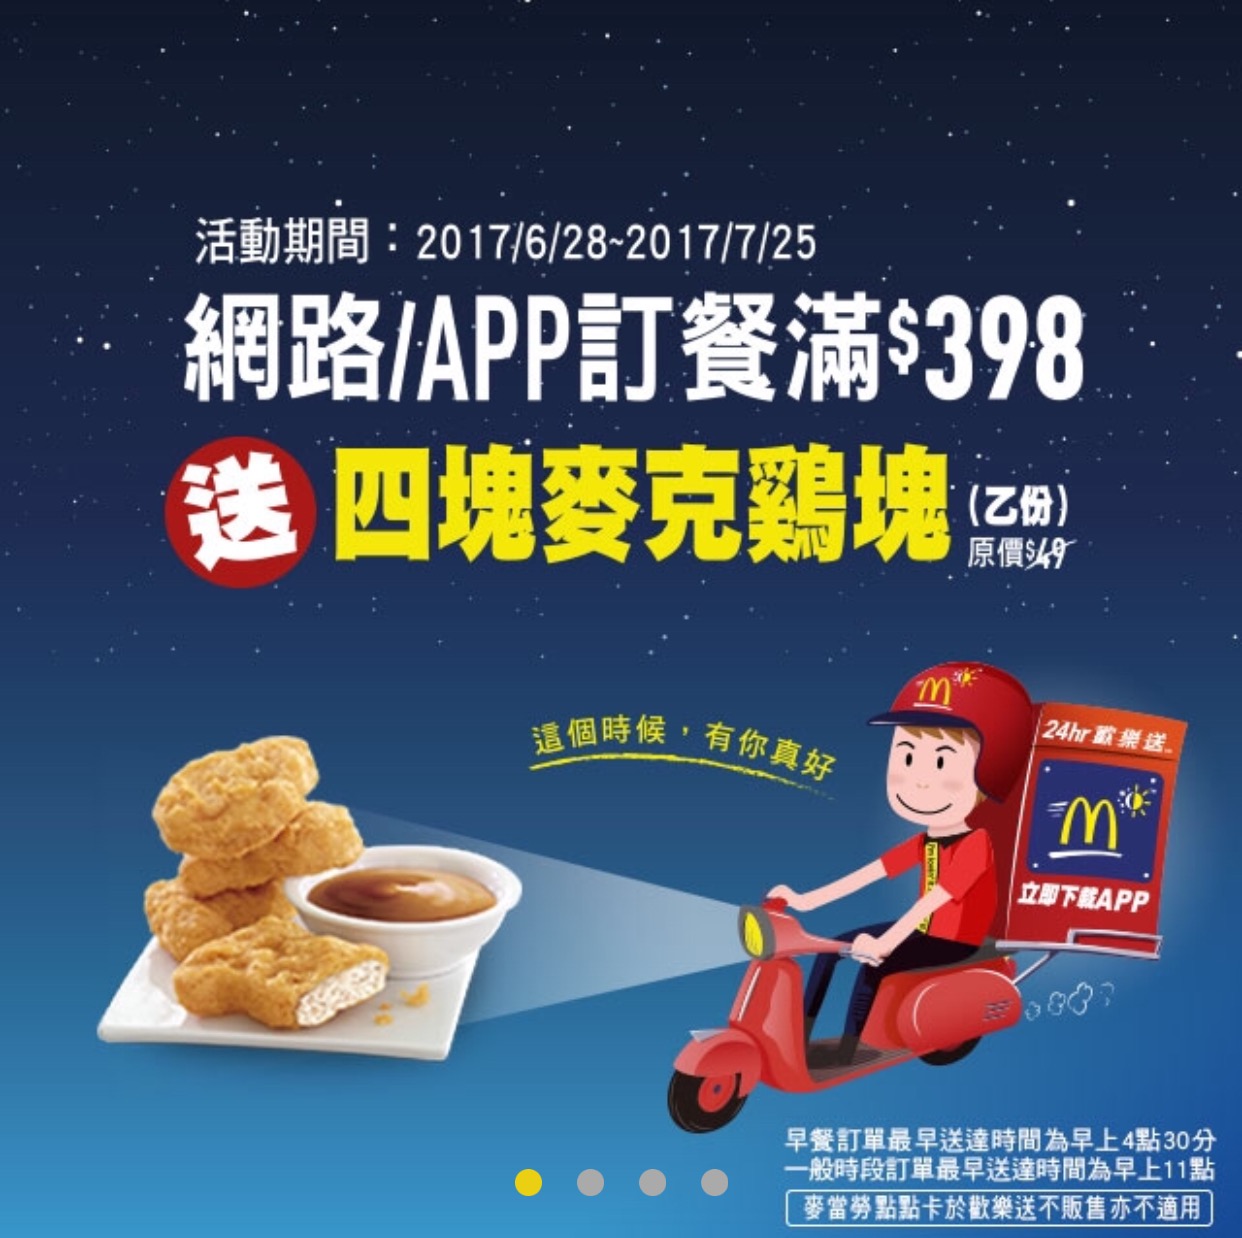 活動期間：2017/6/28~2017/7/25
網路/APP訂餐滿$398
送 四塊麥克鷄塊 (乙份)
原價$49
這個時候，有你真好
24hr歡樂送
立即下載APP
早餐訂單最早送達時間為早上4點30分
一般時段訂單最早送達時間為早上11點
麥當勞點點卡於歡樂送不販售亦不適用